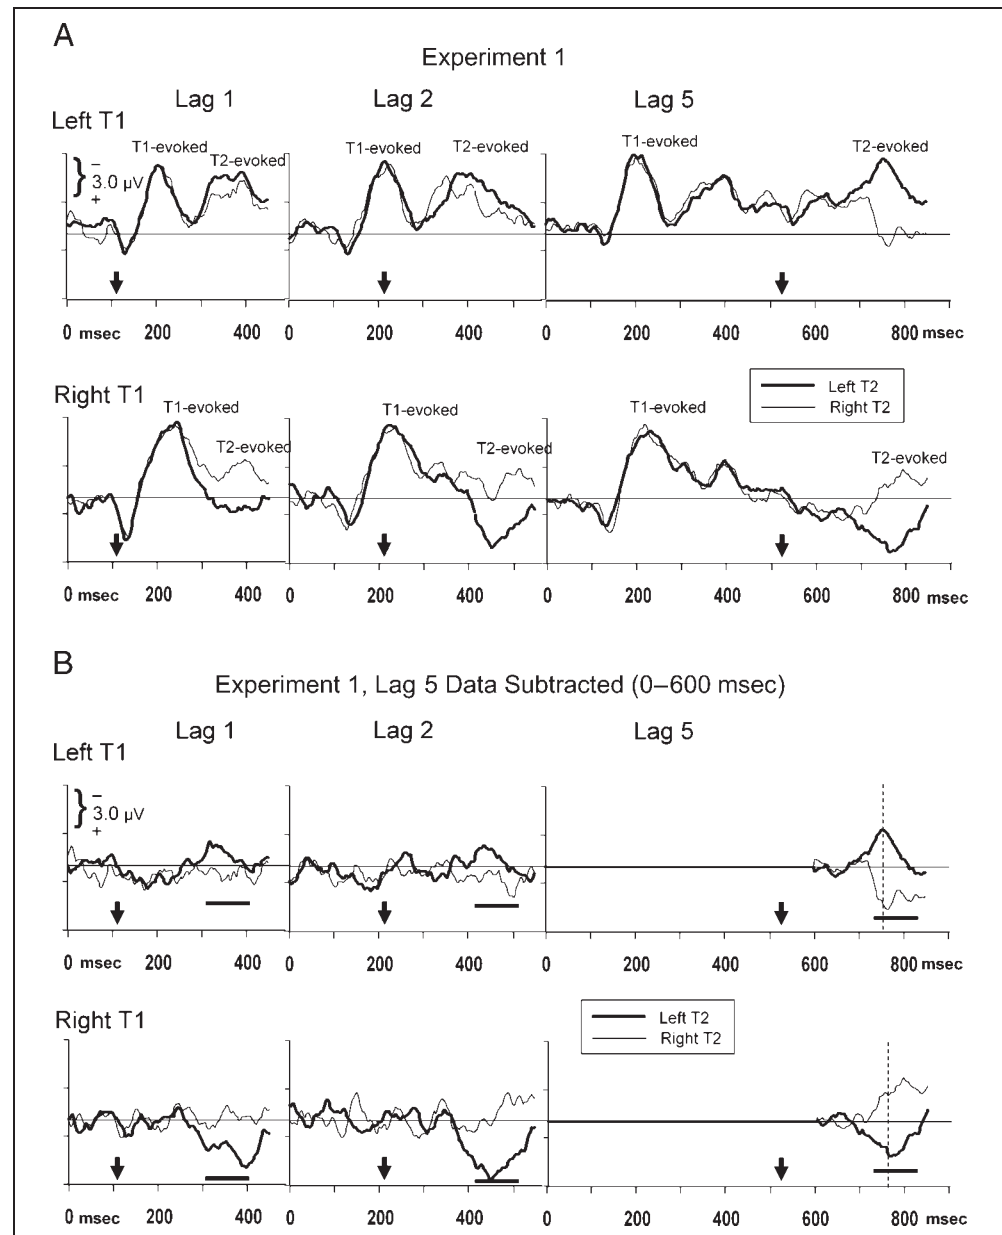 A
Experiment 1
Lag 1 Lag 2 Lag 5
Left T1
T1-evoked T2-evoked T1-evoked T2-evoked T1-evoked T2-evoked
−
3.0 µV
+
0 msec 200 400 0 200 400 0 200 400 600 800 msec
Right T1
Left T2
Right T2
T1-evoked T2-evoked T1-evoked T2-evoked T1-evoked T2-evoked
0 msec 200 400 0 200 400 0 200 400 600 800 msec
B
Experiment 1, Lag 5 Data Subtracted (0–600 msec)
Lag 1 Lag 2 Lag 5
Left T1
−
3.0 µV
+
0 msec 200 400 0 200 400 0 200 400 600 800 msec
Right T1
Left T2
Right T2
0 msec 200 400 0 200 400 0 200 400 600 800 msec